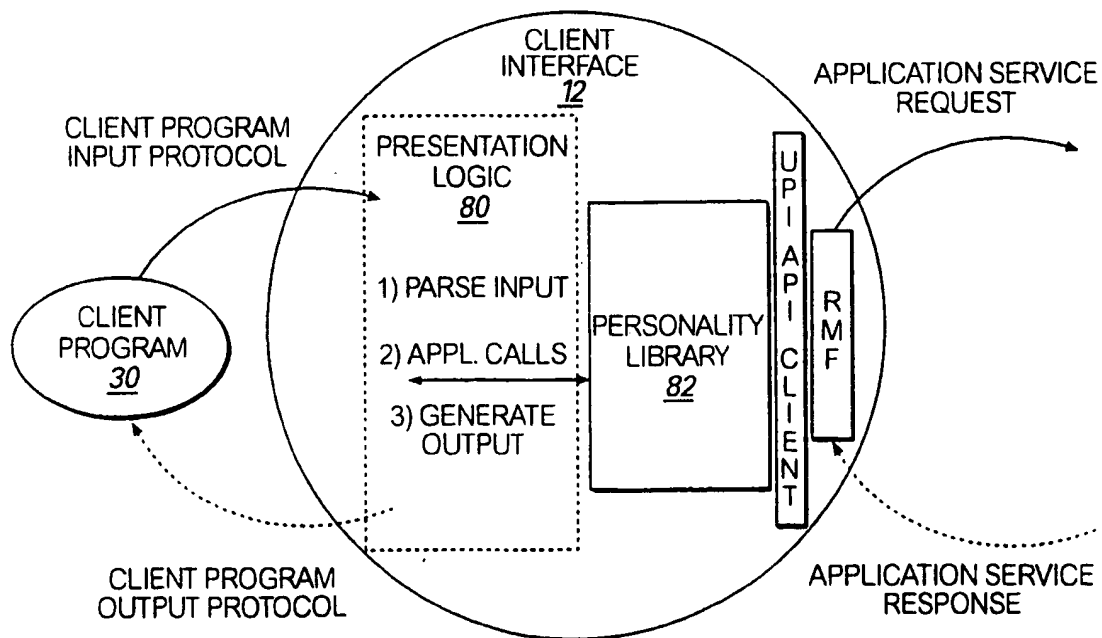 CLIENT
INTERFACE
12
APPLICATION SERVICE
REQUEST
CLIENT PROGRAM
INPUT PROTOCOL
PRESENTATION
LOGIC
80
1) PARSE INPUT
2) APPL. CALLS
3) GENERATE
OUTPUT
CLIENT
PROGRAM
30
PERSONALITY
LIBRARY
82
UPI API CLIENT
RMF
CLIENT PROGRAM
OUTPUT PROTOCOL
APPLICATION SERVICE
RESPONSE